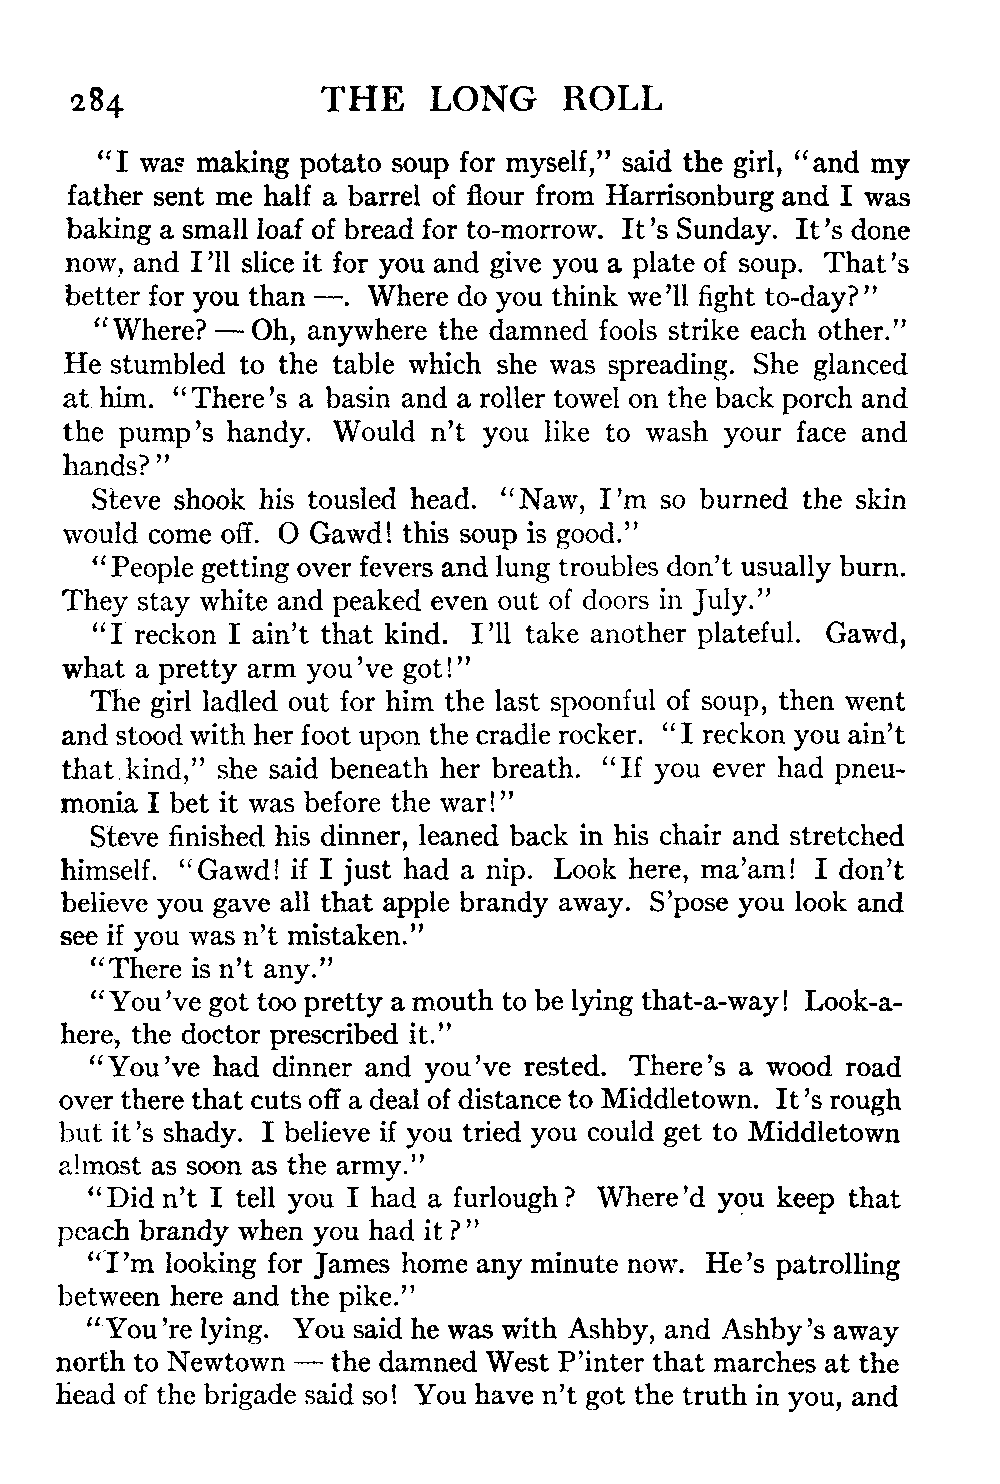 284 THE LONG ROLL
"I was making potato soup for myself," said the girl, "and my
father sent me half a barrel of flour from Harrisonburg and I was
baking a small loaf of bread for to-morrow. It's Sunday. It's done
now, and I'll slice it for you and give you a plate of soup. That's
better for you than —. Where do you think we'll fight to-day?"
"Where? — Oh, anywhere the damned fools strike each other."
He stumbled to the table which she was spreading. She glanced
at him. "There's a basin and a roller towel on the back porch and
the pump's handy. Would n't you like to wash your face and
hands?"
Steve shook his tousled head. "Naw, I'm so burned the skin
would come off. O Gawd! this soup is good."
"People getting over fevers and lung troubles don't usually burn.
They stay white and peaked even out of doors in July."
"I reckon I ain't that kind. I'll take another plateful. Gawd,
what a pretty arm you've got!"
The girl ladled out for him the last spoonful of soup, then went
and stood with her foot upon the cradle rocker. "I reckon you ain't
that kind," she said beneath her breath. "If you ever had pneu-
monia I bet it was before the war!"
Steve finished his dinner, leaned back in his chair and stretched
himself. "Gawd! if I just had a nip. Look here, ma'am! I don't
believe you gave all that apple brandy away. S'pose you look and
see if you was n't mistaken."
"There is n't any."
"You've got too pretty a mouth to be lying that-a-way! Look-a-
here, the doctor prescribed it."
"You've had dinner and you've rested. There's a wood road
over there that cuts off a deal of distance to Middletown. It's rough
but it's shady. I believe if you tried you could get to Middletown
almost as soon as the army."
"Did n't I tell you I had a furlough? Where'd you keep that
peach brandy when you had it?"
"I'm looking for James home any minute now. He's patrolling
between here and the pike."
"You're lying. You said he was with Ashby, and Ashby's away
north to Newtown — the damned West P'inter that marches at the
head of the brigade said so! You have n't got the truth in you, and